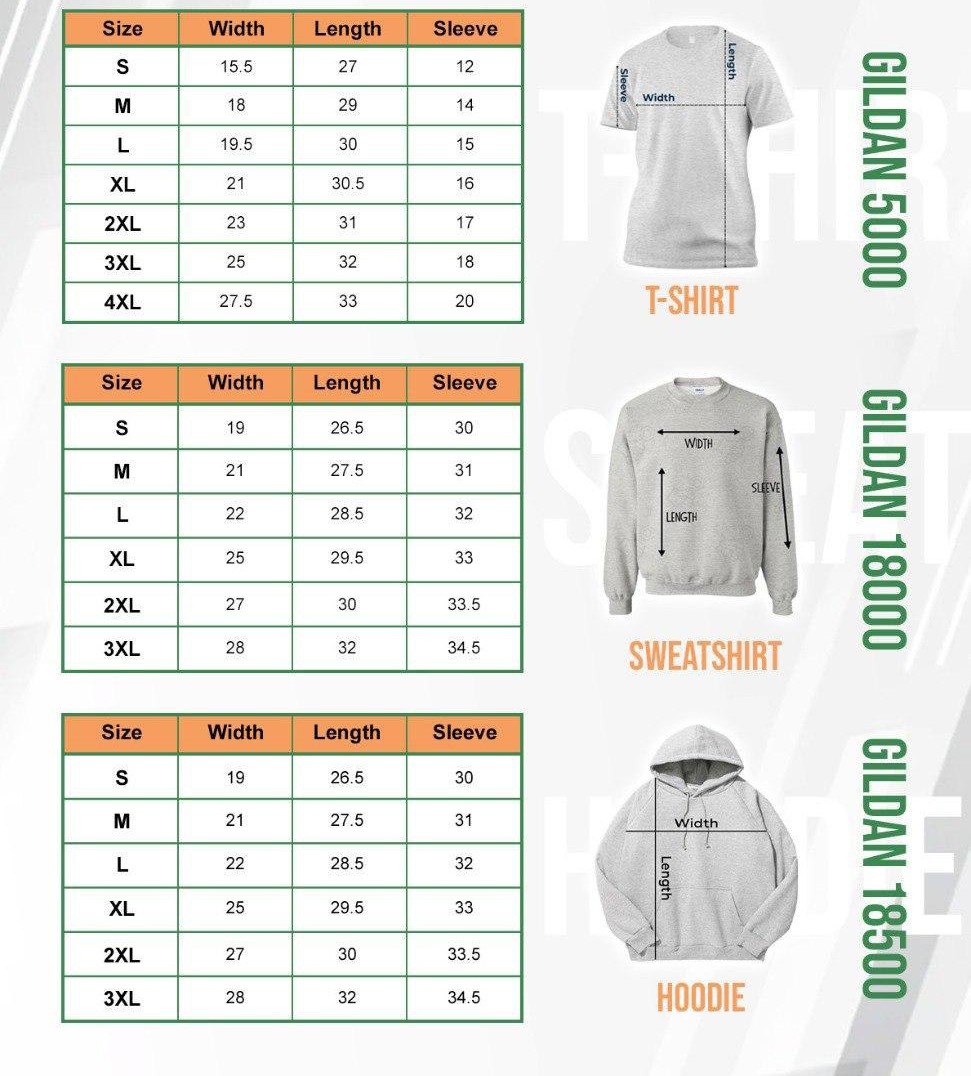 Size Width Length Sleeve
S 15.5 27 12
M 18 29 14
L 19.5 30 15
XL 21 30.5 16
2XL 23 31 17
3XL 25 32 18
4XL 27.5 33 20
Length
Sleeve
Width
T-SHIRT
GILDAN 5000
Size Width Length Sleeve
S 19 26.5 30
M 21 27.5 31
L 22 28.5 32
XL 25 29.5 33
2XL 27 30 33.5
3XL 28 32 34.5
WIDTH
SLEEVE
LENGTH
SWEATSHIRT
GILDAN 18000
Size Width Length Sleeve
S 19 26.5 30
M 21 27.5 31
L 22 28.5 32
XL 25 29.5 33
2XL 27 30 33.5
3XL 28 32 34.5
Width
Length
HOODIE
GILDAN 18500